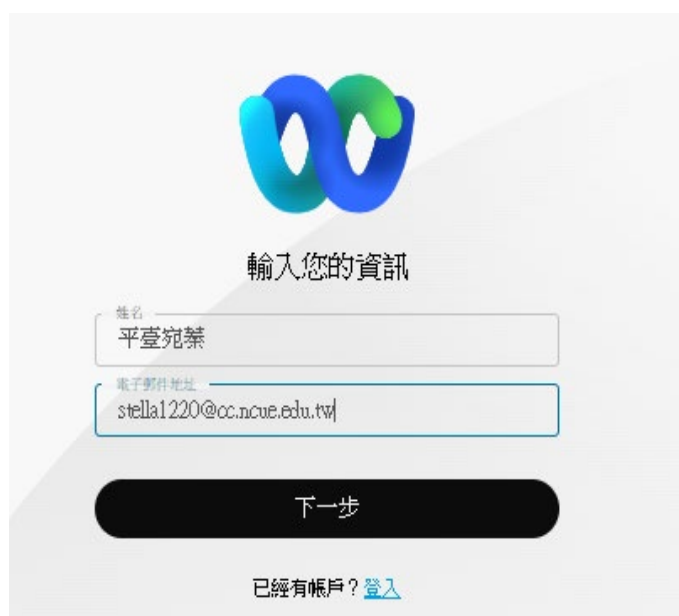 輸入您的資訊
姓名
平臺宛蓁
電子郵件地址
stella1220@cc.ncue.edu.tw
下一步
已經有帳戶？登入